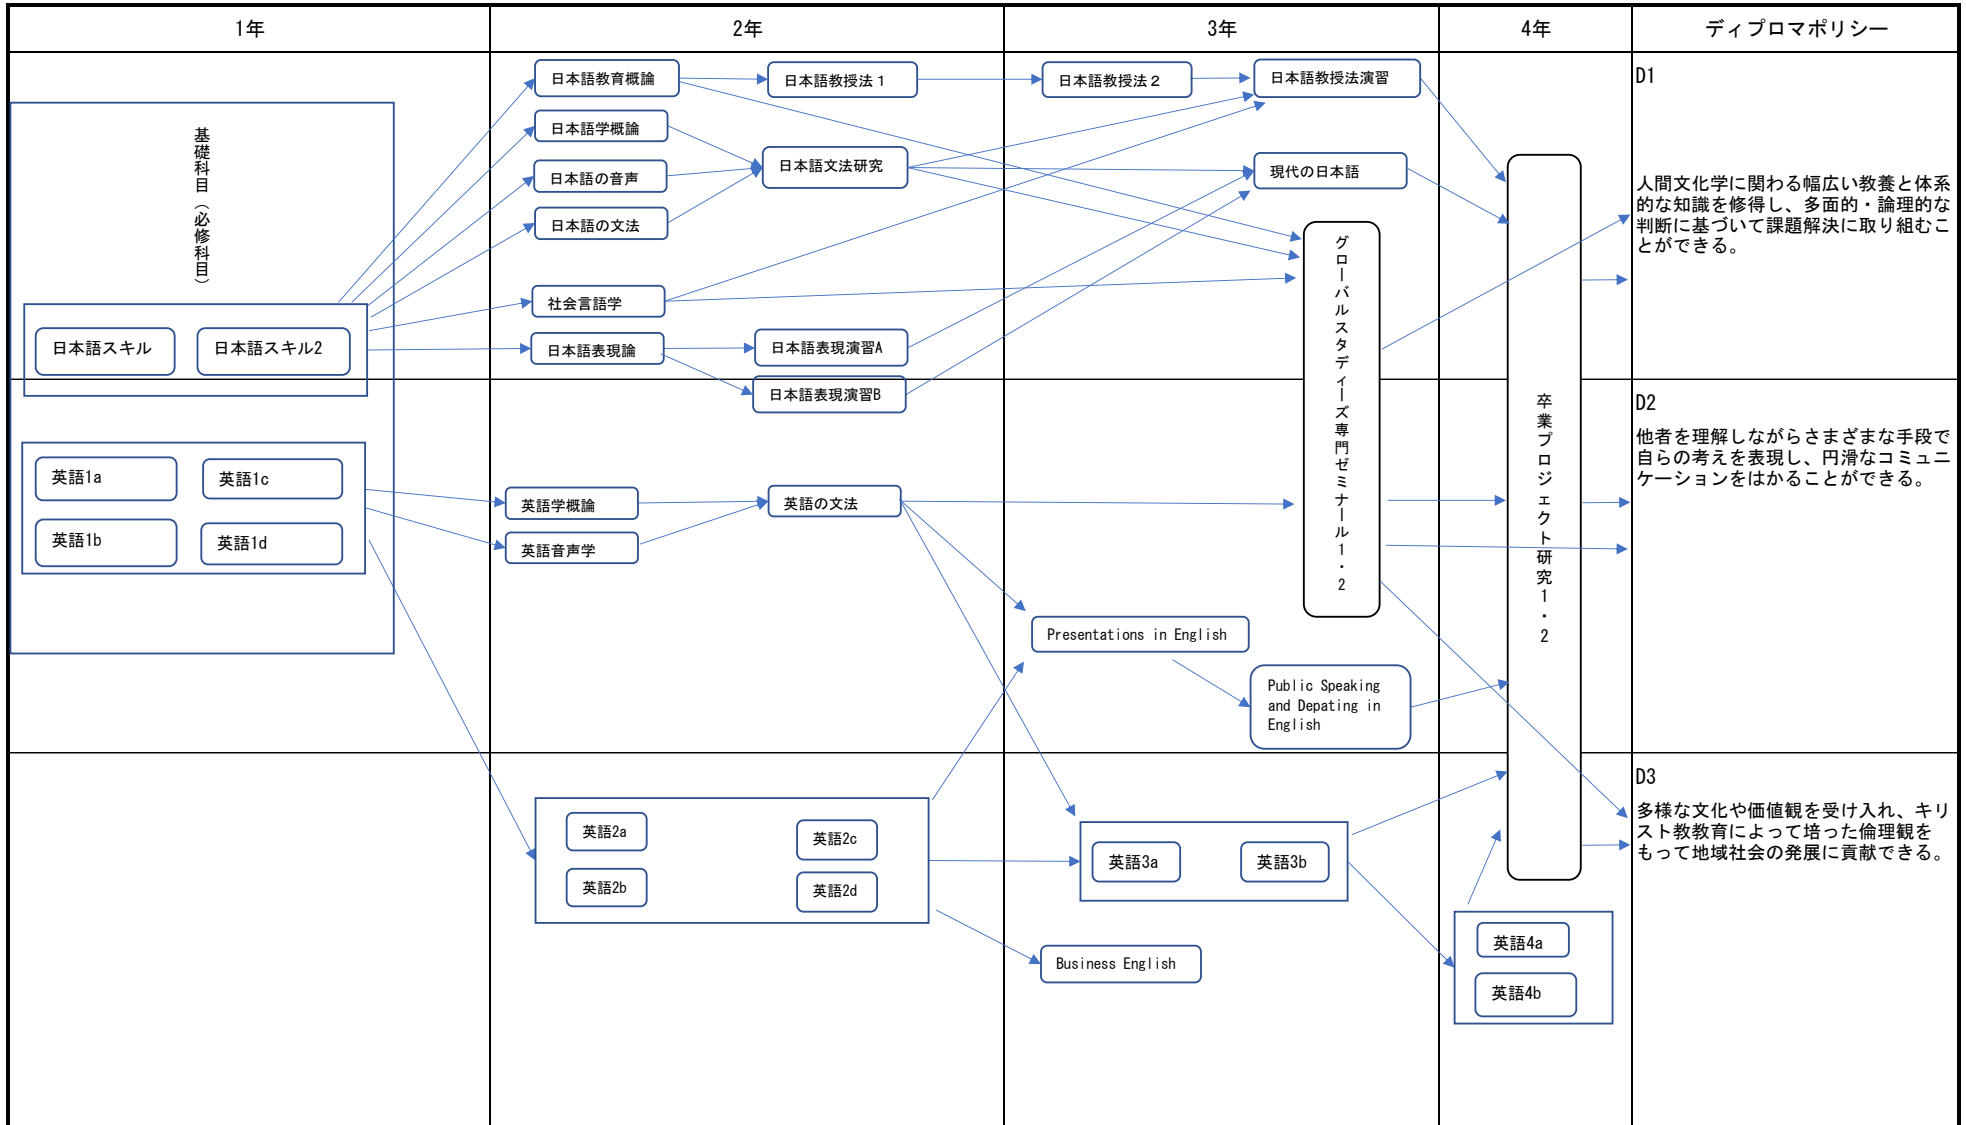 1年
2年
3年
4年
ディプロマポリシー
基礎科目（必修科目）
日本語スキル
日本語スキル2
英語1a
英語1c
英語1b
英語1d
日本語教育概論
日本語教授法１
日本語学概論
日本語の音声
日本語文法研究
日本語の文法
社会言語学
日本語表現論
日本語表現演習A
日本語表現演習B
英語学概論
英語の文法
英語音声学
英語2a
英語2c
英語2b
英語2d
日本語教授法２
日本語教授法演習
現代の日本語
グローバルスタディーズ専門ゼミナール1・2
Presentations in English
Public Speaking
and Depating in
English
英語3a
英語3b
Business English
卒業プロジェクト研究1・2
英語4a
英語4b
D1
人間文化学に関わる幅広い教養と体系
的な知識を修得し、多面的・論理的な
判断に基づいて課題解決に取り組むこ
とができる。
D2
他者を理解しながらさまざまな手段で
自らの考えを表現し、円滑なコミュニ
ケーションをはかることができる。
D3
多様な文化や価値観を受け入れ、キリ
スト教教育によって培った倫理観を
もって地域社会の発展に貢献できる。